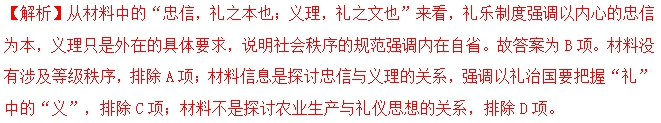 【解析】从材料中的“忠信，礼之本也；义理，礼之文也”来看，礼乐制度强调以内心的忠信
为本，义理只是外在的具体要求，说明社会秩序的规范强调内在自省。故答案为B项。材料没
有涉及等级秩序，排除A项；材料信息是探讨忠信与义理的关系，强调以礼治国要把握“礼”
中的“义”，排除C项；材料不是探讨农业生产与礼仪思想的关系，排除D项。